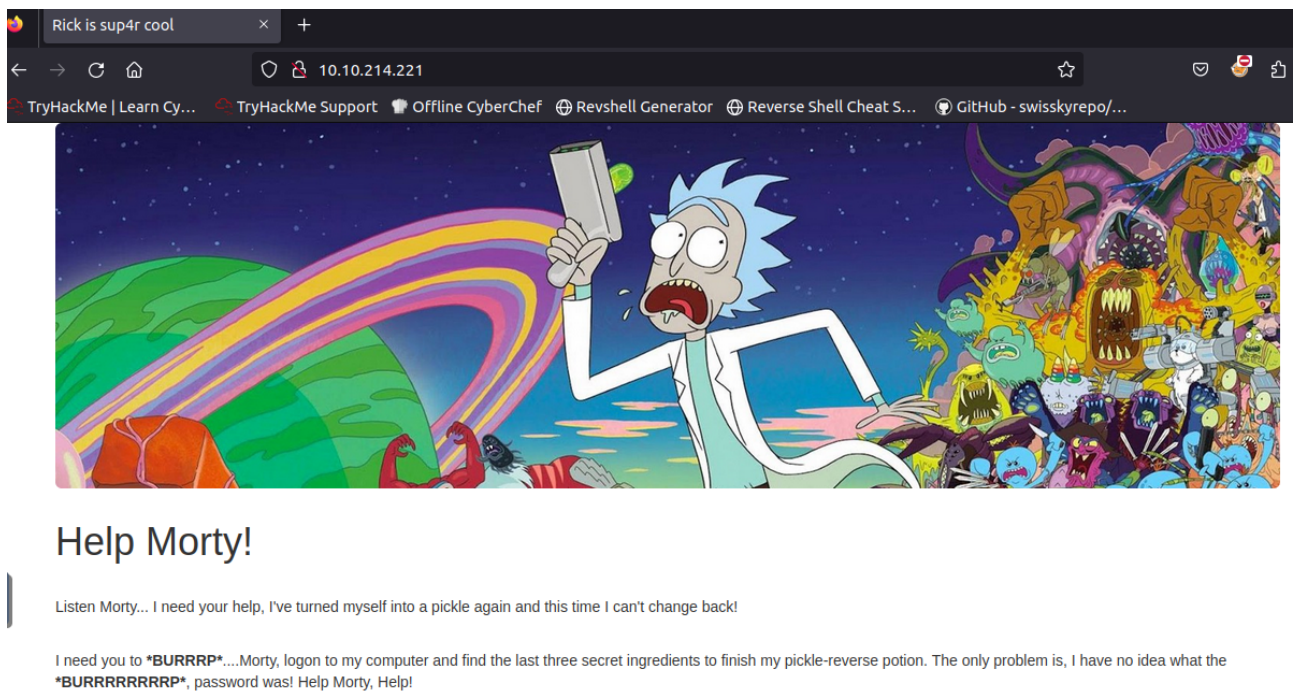 Rick is sup4r cool
10.10.214.221
TryHackMe | Learn Cy... TryHackMe Support Offline CyberChef Revshell Generator Reverse Shell Cheat S... GitHub - swisskyrepo/...
Help Morty!
Listen Morty... I need your help, I've turned myself into a pickle again and this time I can't change back!
I need you to *BURRRP*....Morty, logon to my computer and find the last three secret ingredients to finish my pickle-reverse potion. The only problem is, I have no idea what the
*BURRRRRRRRP*, password was! Help Morty, Help!